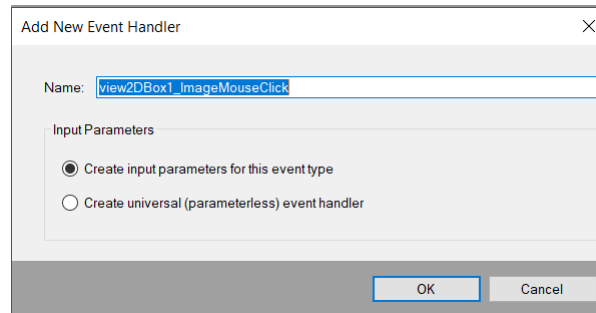 Add New Event Handler
Name: view2DBox1_ImageMouseClick
Input Parameters
Create input parameters for this event type
Create universal (parameterless) event handler
OK Cancel